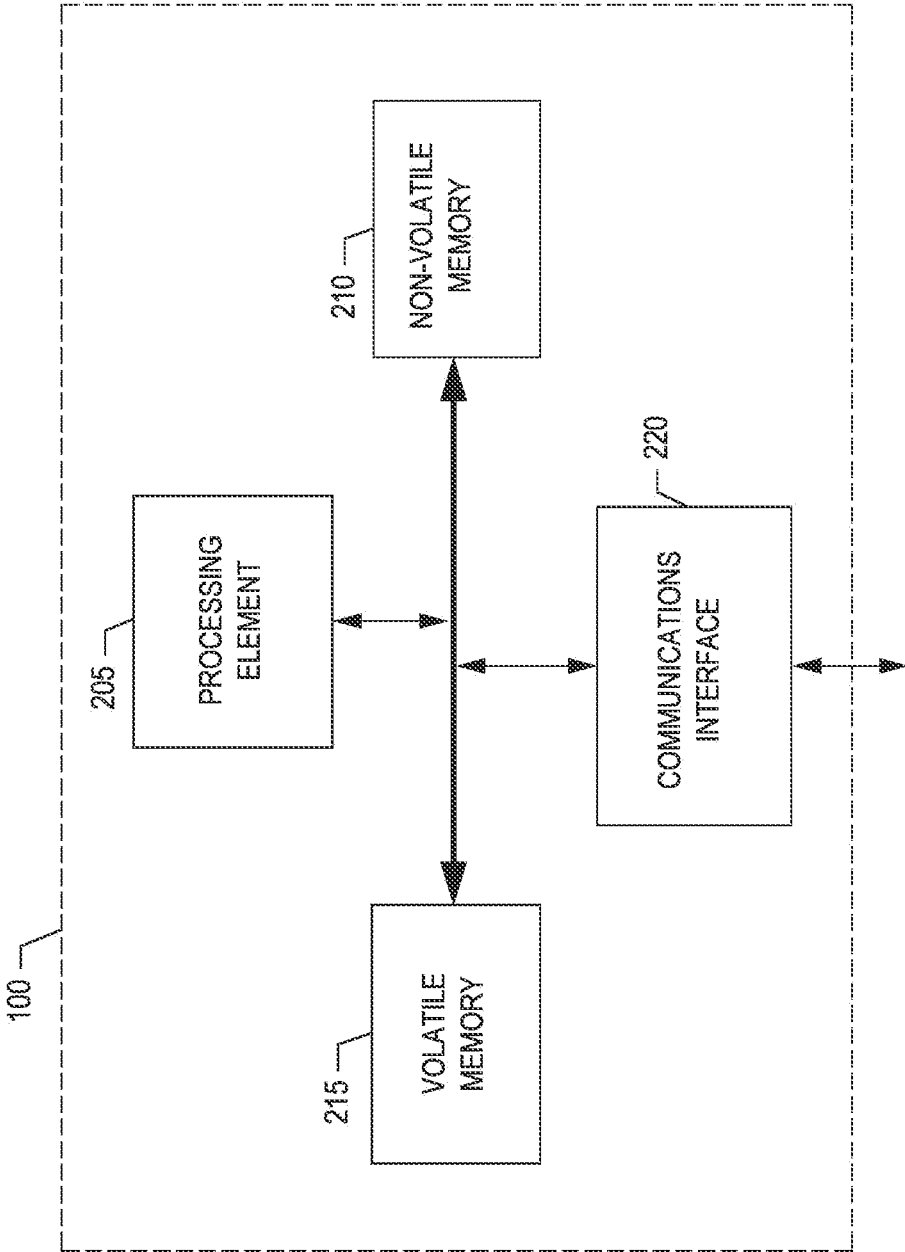 100
205
PROCESSING
ELEMENT
215
VOLATILE
MEMORY
210
NON-VOLATILE
MEMORY
220
COMMUNICATIONS
INTERFACE